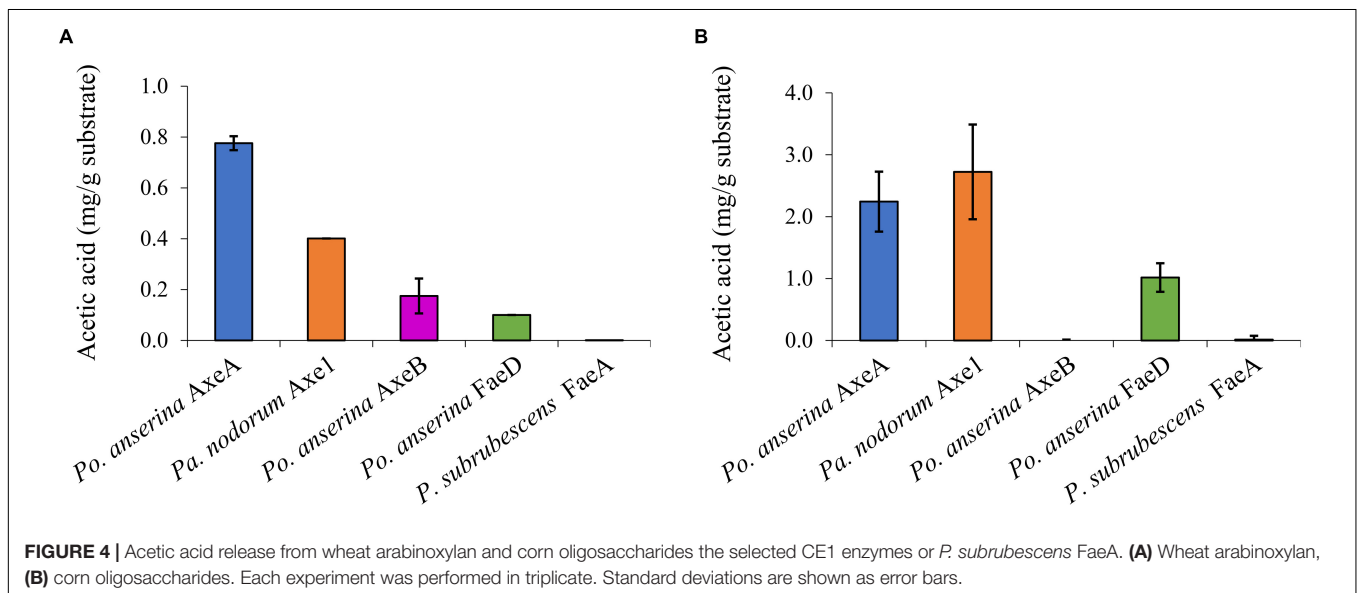 A
Acetic acid (mg/g substrate)
1.0
0.8
0.6
0.4
0.2
0.0
Po. anserina AxeA
Pa. nodorum Axe1
Po. anserina AxeB
Po. anserina FaeD
P. subrubescens FaeA
B
Acetic acid (mg/g substrate)
4.0
3.0
2.0
1.0
0.0
Po. anserina AxeA
Pa. nodorum Axe1
Po. anserina AxeB
Po. anserina FaeD
P. subrubescens FaeA
FIGURE 4 | Acetic acid release from wheat arabinoxylan and corn oligosaccharides the selected CE1 enzymes or P. subrubescens FaeA. (A) Wheat arabinoxylan,
(B) corn oligosaccharides. Each experiment was performed in triplicate. Standard deviations are shown as error bars.